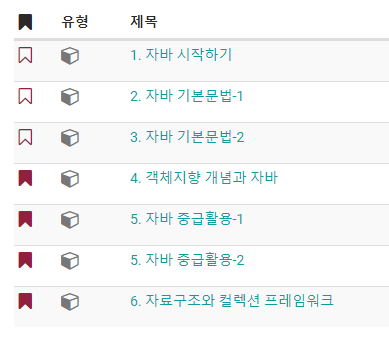 유형 제목
1. 자바 시작하기
2. 자바 기본문법-1
3. 자바 기본문법-2
4. 객체지향 개념과 자바
5. 자바 중급활용-1
5. 자바 중급활용-2
6. 자료구조와 컬렉션 프레임워크